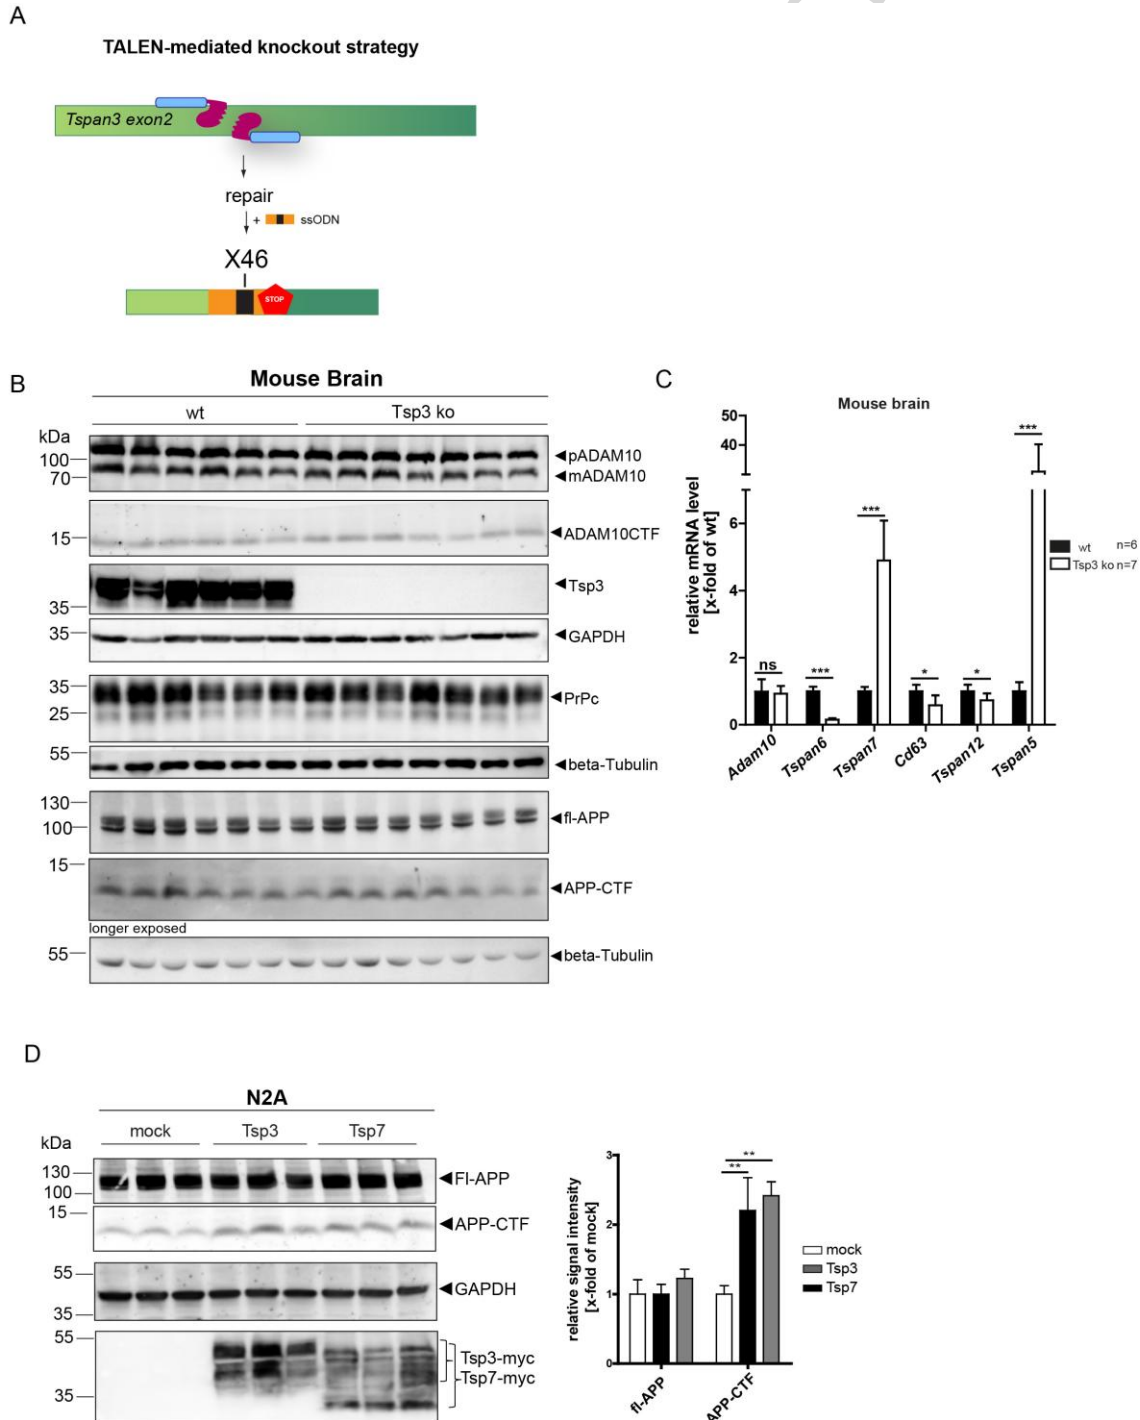 A
TALEN-mediated knockout strategy
Tspan3 exon2
repair
+ ssODN
X46
STOP
B
Mouse Brain
wt Tsp3 ko
kDa
100
70
pADAM10
mADAM10
15
ADAM10CTF
Tsp3
35
35
GAPDH
35
25
PrPc
55
beta-Tubulin
130
100
fl-APP
15
APP-CTF
longer exposed
55
beta-Tubulin
C
Mouse brain
relative mRNA level
[x-fold of wt]
50
40
6
4
2
0
ns
***
***
*
*
***
wt n=6
Tsp3 ko n=7
Adam10
Tspan6
Tspan7
Cd63
Tspan12
Tspan5
D
N2A
mock Tsp3 Tsp7
kDa
130
100
Fl-APP
15
APP-CTF
55
35
GAPDH
55
35
Tsp3-myc
Tsp7-myc
relative signal intensity
[x-fold of mock]
3
2
1
0
**
**
mock
Tsp3
Tsp7
fl-APP
APP-CTF